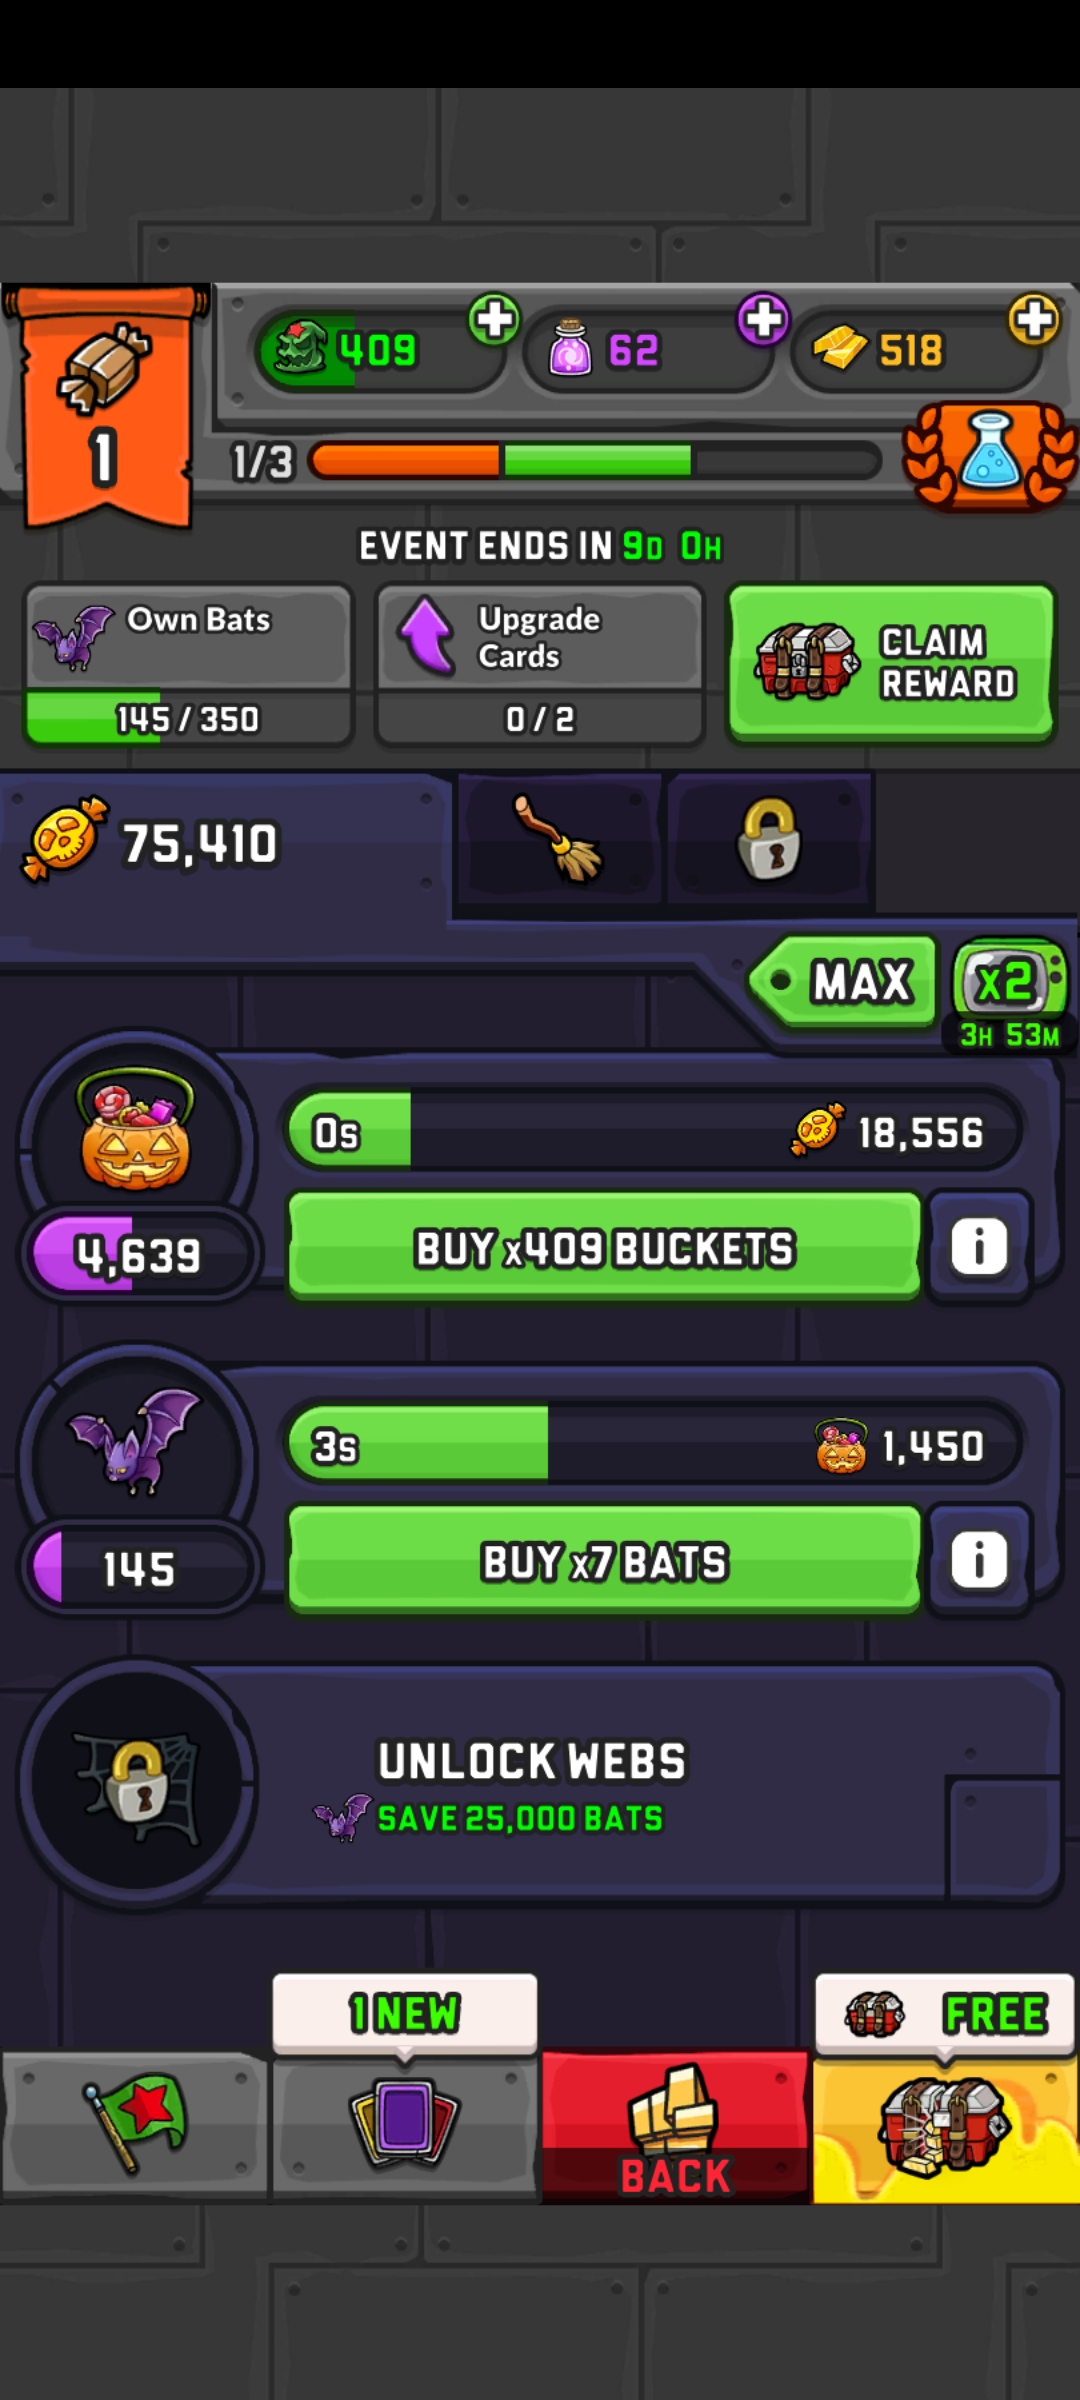 409
62
518
1
1/3
EVENT ENDS IN 9D 0H
Own Bats
145 / 350
Upgrade
Cards
0 / 2
CLAIM
REWARD
75,410
MAX
x2
3H 53M
0s
18,556
4,639
BUY x409 BUCKETS
i
3s
1,450
145
BUY x7 BATS
i
UNLOCK WEBS
SAVE 25,000 BATS
1 NEW
FREE
BACK